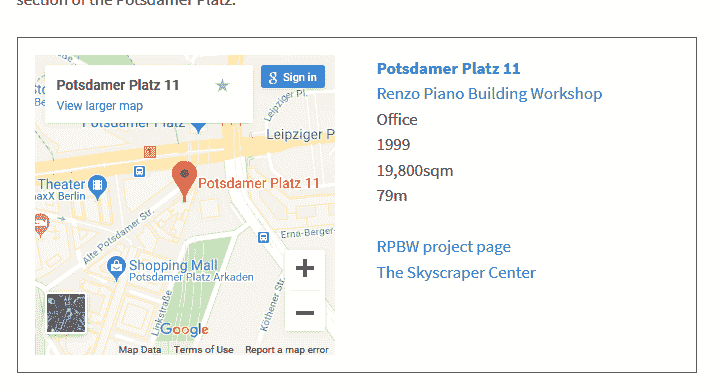 section of the Potsdamer Platz.
Potsdamer Platz 11
View larger map
Sign in
Potsdamer Platz
Leipziger Pl.
Leipziger P
Theater
maxX Berlin
Potsdamer Platz 11
Alte Potsdamer Str.
Erna-Berger-
Shopping Mall
Potsdamer Platz Arkaden
Linkstraße
Köthener Str.
Google
Map Data Terms of Use Report a map error
Potsdamer Platz 11
Renzo Piano Building Workshop
Office
1999
19,800sqm
79m
RPBW project page
The Skyscraper Center